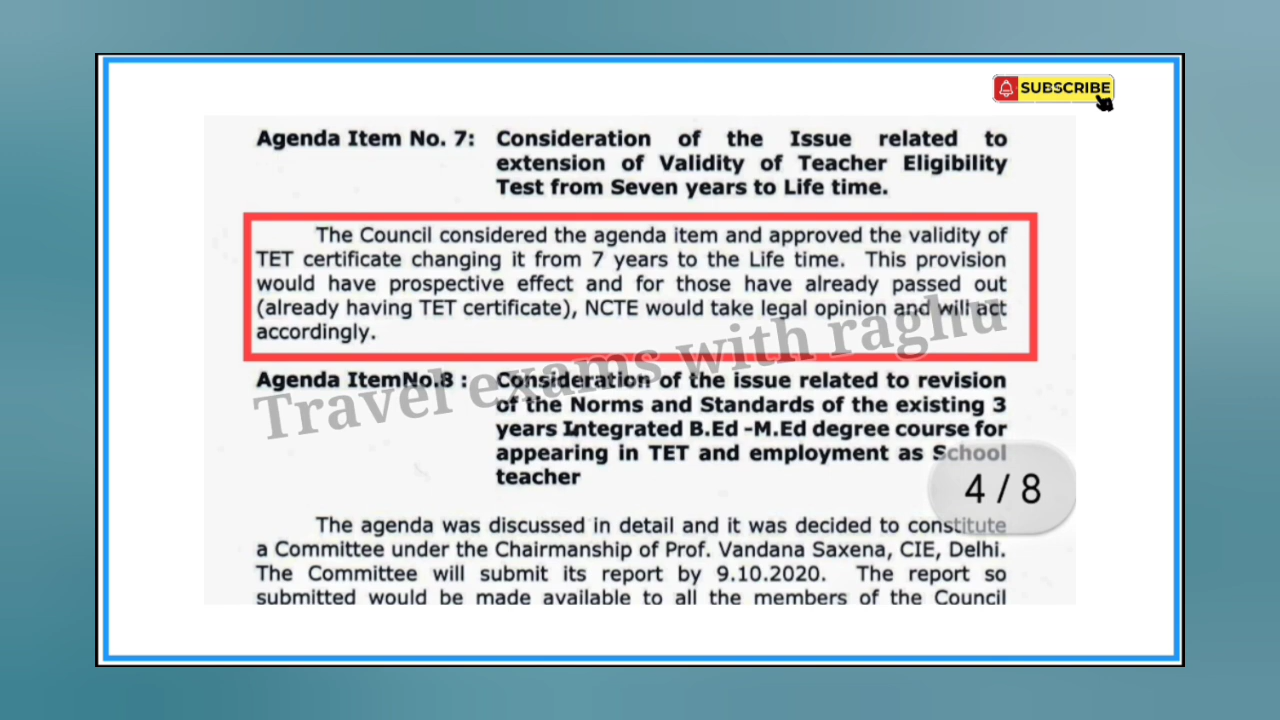 SUBSCRIBE
Agenda Item No. 7: Consideration of the Issue related to
extension of Validity of Teacher Eligibility
Test from Seven years to Life time.
The Council considered the agenda item and approved the validity of
TET certificate changing it from 7 years to the Life time. This provision
would have prospective effect and for those have already passed out
(already having TET certificate), NCTE would take legal opinion and will act
accordingly.
Travel exams with raghu
Agenda ItemNo.8 : Consideration of the issue related to revision
of the Norms and Standards of the existing 3
years Integrated B.Ed -M.Ed degree course for
appearing in TET and employment as School
teacher
4 / 8
The agenda was discussed in detail and it was decided to constitute
a Committee under the Chairmanship of Prof. Vandana Saxena, CIE, Delhi.
The Committee will submit its report by 9.10.2020. The report so
submitted would be made available to all the members of the Council